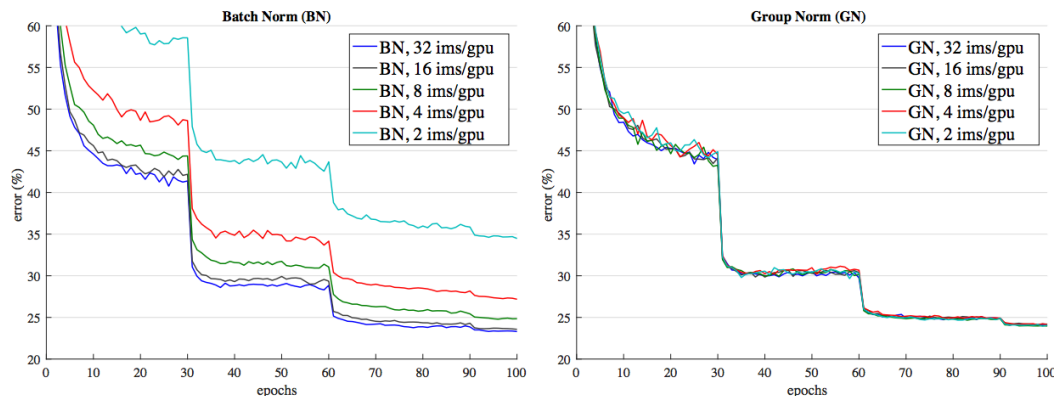 Batch Norm (BN)
60
55
50
45
40
35
30
25
20
error (%)
0 10 20 30 40 50 60 70 80 90 100
epochs
BN, 32 ims/gpu
BN, 16 ims/gpu
BN, 8 ims/gpu
BN, 4 ims/gpu
BN, 2 ims/gpu
Group Norm (GN)
60
55
50
45
40
35
30
25
20
error (%)
0 10 20 30 40 50 60 70 80 90 100
epochs
GN, 32 ims/gpu
GN, 16 ims/gpu
GN, 8 ims/gpu
GN, 4 ims/gpu
GN, 2 ims/gpu